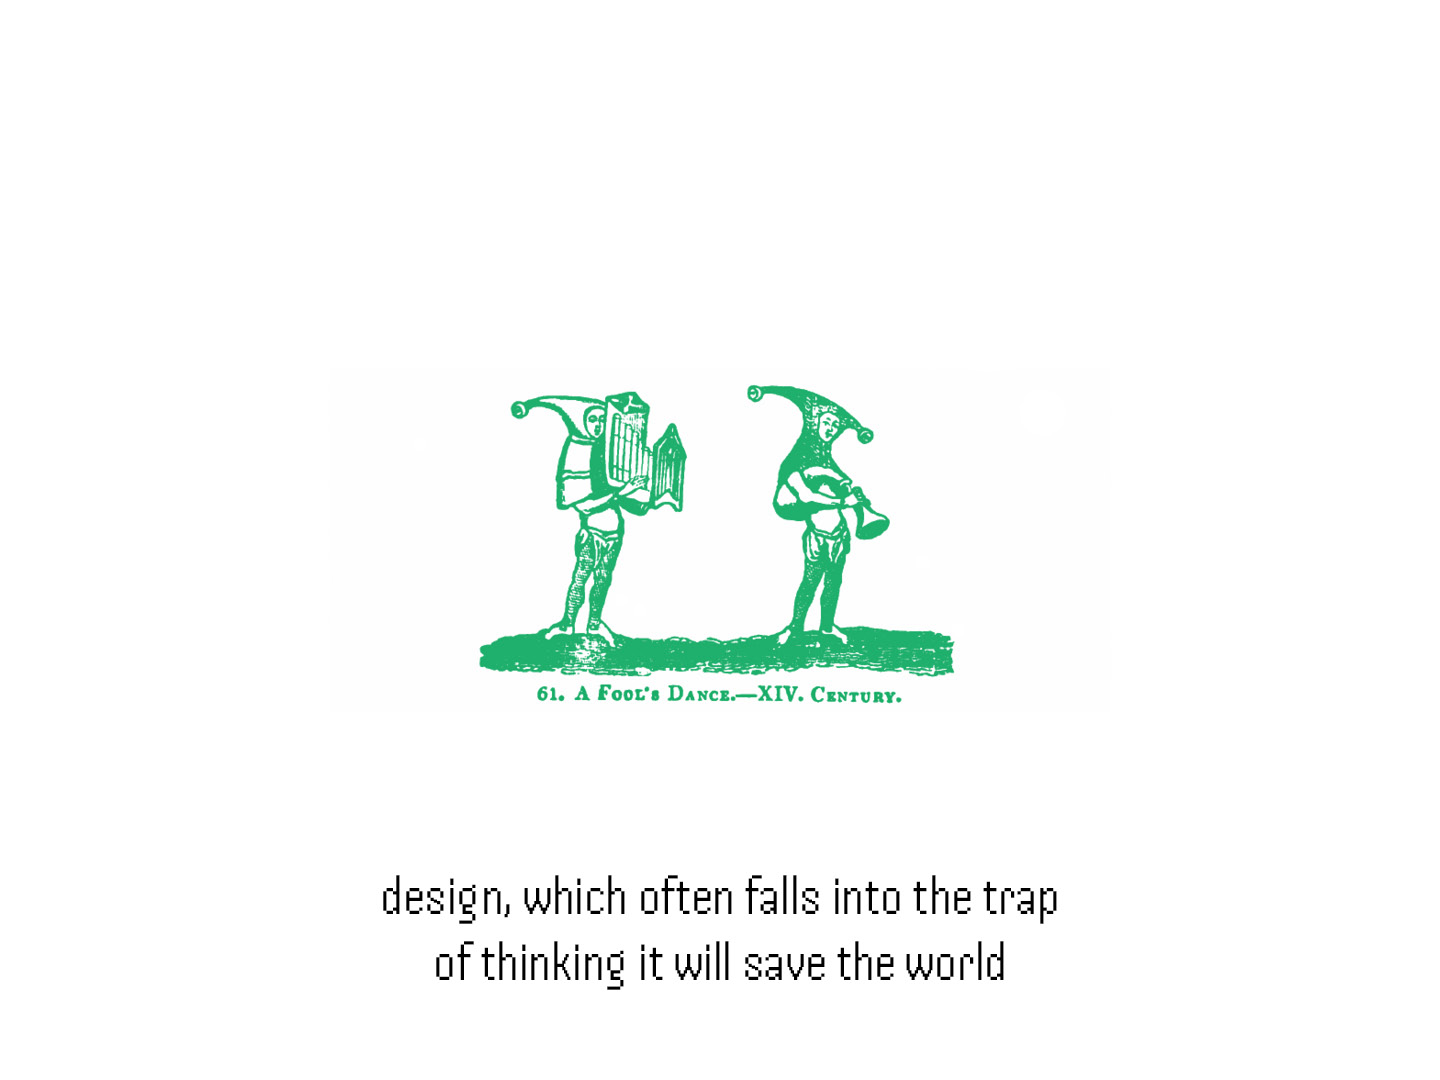 61. A Fool's Dance.—XIV. Century.
design, which often falls into the trap
of thinking it will save the world